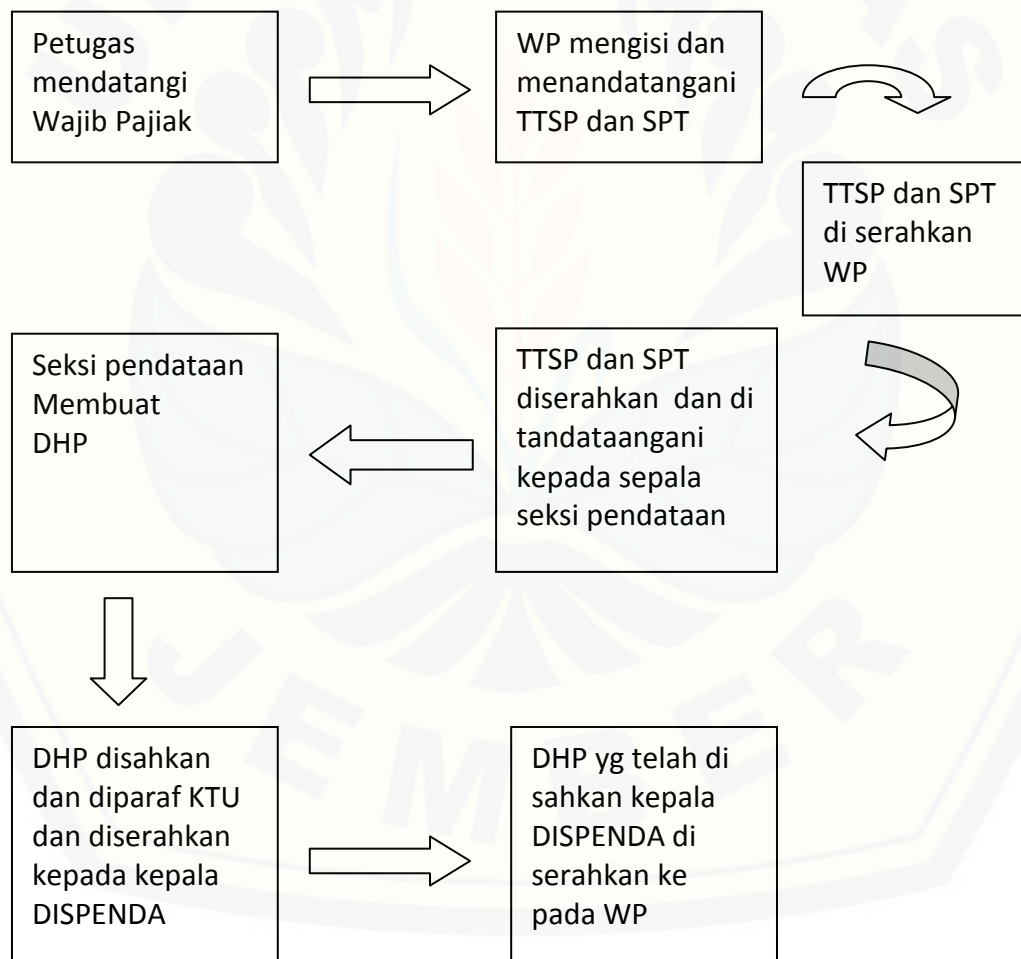 Petugas
mendatangi
Wajib Pajiak
WP mengisi dan
menandatangani
TTSP dan SPT
TTSP dan SPT
di serahkan
WP
TTSP dan SPT
diserahkan dan di
tandataangani
kepada sepala
seksi pendataan
Seksi pendataan
Membuat
DHP
DHP disahkan
dan diparaf KTU
dan diserahkan
kepada kepala
DISPENDA
DHP yg telah di
sahkan kepala
DISPENDA di
serahkan ke
pada WP
JEMBER